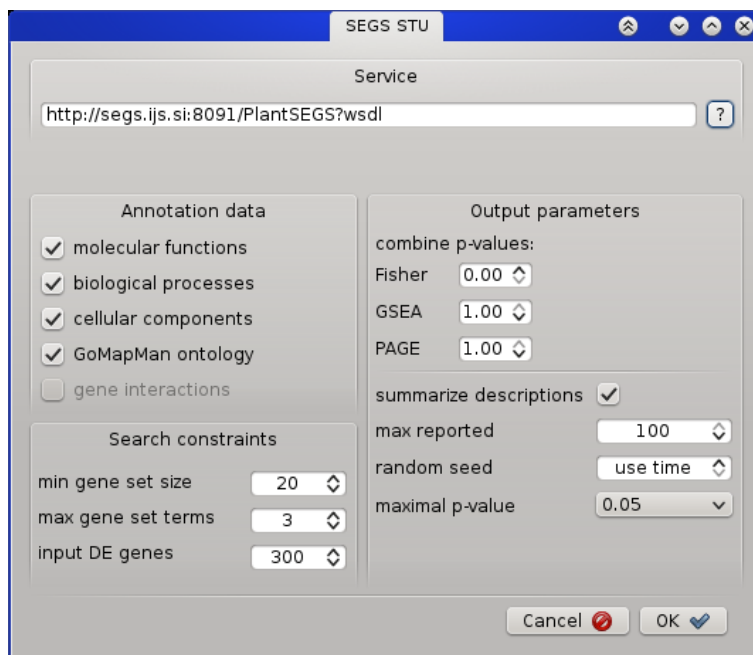 SEGS STU
Service
http://segs.ijs.si:8091/PlantSEGS?wsdl ?
Annotation data
molecular functions
biological processes
cellular components
GoMapMan ontology
gene interactions
Search constraints
min gene set size 20
max gene set terms 3
input DE genes 300
Output parameters
combine p-values:
Fisher 0.00
GSEA 1.00
PAGE 1.00
summarize descriptions
max reported 100
random seed use time
maximal p-value 0.05
Cancel OK